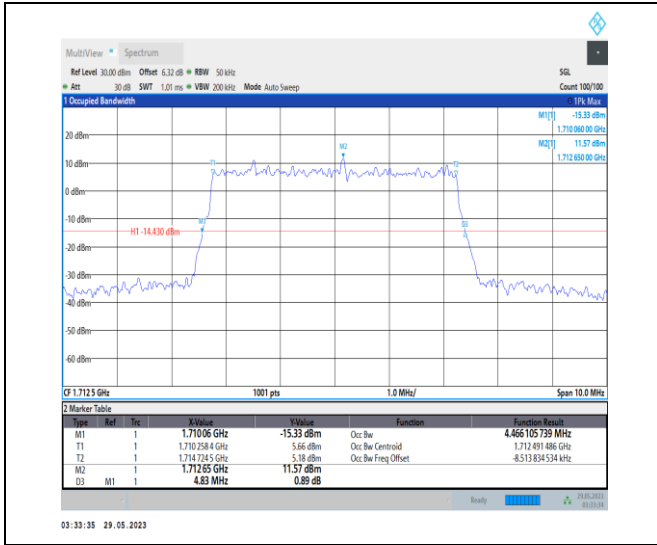 MultiView Spectrum
Ref Level 30.00 dBm Offset 6.32 dB RBW 50 kHz SGL
Att 30 dB SWT 1.01 ms VBW 200 kHz Mode Auto Sweep Count 100/100
1 Occupied Bandwidth 1Pk Max
M1[1] -15.33 dBm
1.710 060 00 GHz
M2[1] 11.57 dBm
1.712 650 00 GHz
20 dBm
M2
10 dBm
T1 T2
0 dBm
-10 dBm
M1 D3
H1 -14.430 dBm
-20 dBm
-30 dBm
-40 dBm
-50 dBm
-60 dBm
CF 1.712 5 GHz 1001 pts 1.0 MHz/ Span 10.0 MHz
2 Marker Table
Type Ref Trc X-Value Y-Value Function Function Result
M1 1 1.710 06 GHz -15.33 dBm Occ Bw 4.466 105 739 MHz
T1 1 1.710 258 4 GHz 5.66 dBm Occ Bw Centroid 1.712 491 486 GHz
T2 1 1.714 724 5 GHz 5.18 dBm Occ Bw Freq Offset -8.513 834 534 kHz
M2 1 1.712 65 GHz 11.57 dBm
D3 M1 1 4.83 MHz 0.89 dB
Ready 29.05.2023
03:33:34
03:33:35 29.05.2023